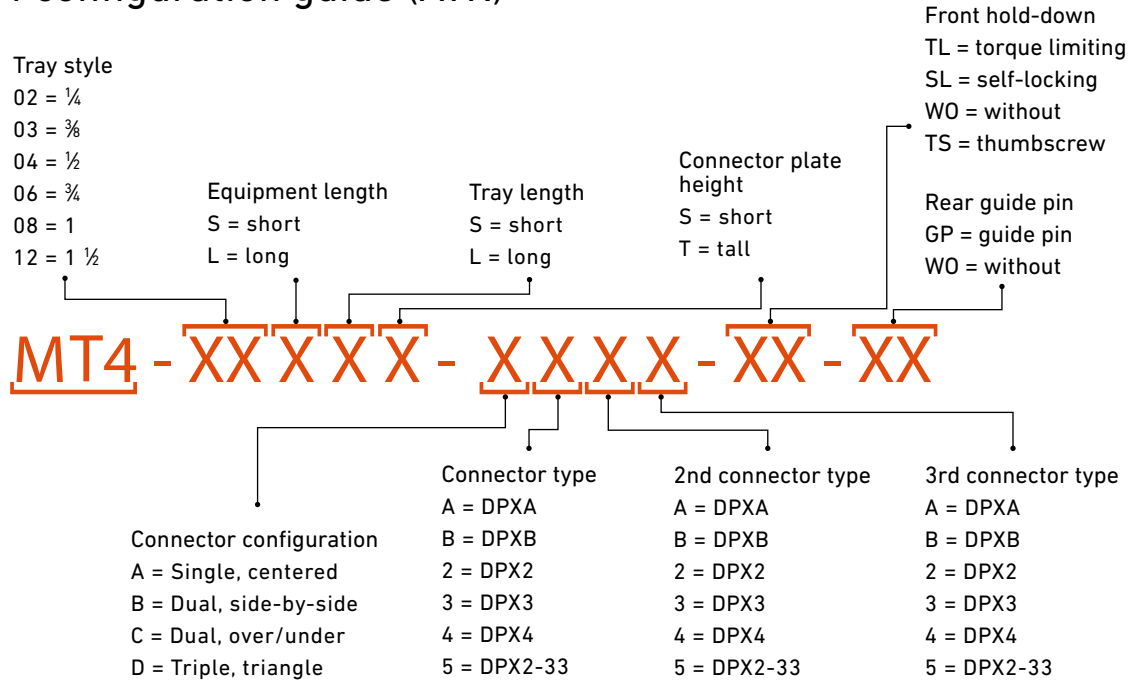 Front hold-down
TL = torque limiting
SL = self-locking
WO = without
TS = thumbscrew
Tray style
02 = ¼
03 = ⅜
04 = ½
06 = ¾
08 = 1
12 = 1 ½
Equipment length
S = short
L = long
Tray length
S = short
L = long
Connector plate
height
S = short
T = tall
Rear guide pin
GP = guide pin
WO = without
MT4 - XX X X X - X X X X - XX - XX
Connector configuration
A = Single, centered
B = Dual, side-by-side
C = Dual, over/under
D = Triple, triangle
Connector type
A = DPXA
B = DPXB
2 = DPX2
3 = DPX3
4 = DPX4
5 = DPX2-33
2nd connector type
A = DPXA
B = DPXB
2 = DPX2
3 = DPX3
4 = DPX4
5 = DPX2-33
3rd connector type
A = DPXA
B = DPXB
2 = DPX2
3 = DPX3
4 = DPX4
5 = DPX2-33